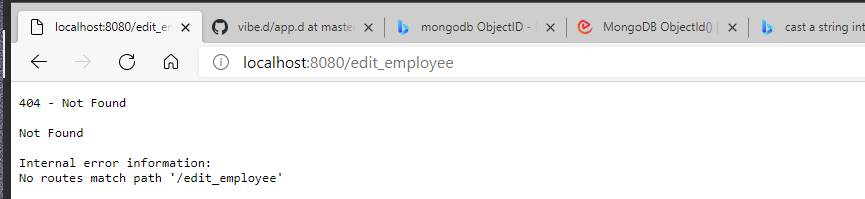 localhost:8080/edit_e
vibe.d/app.d at maste
mongodb ObjectID -
MongoDB ObjectId()
cast a string int
localhost:8080/edit_employee
404 - Not Found
Not Found
Internal error information:
No routes match path '/edit_employee'